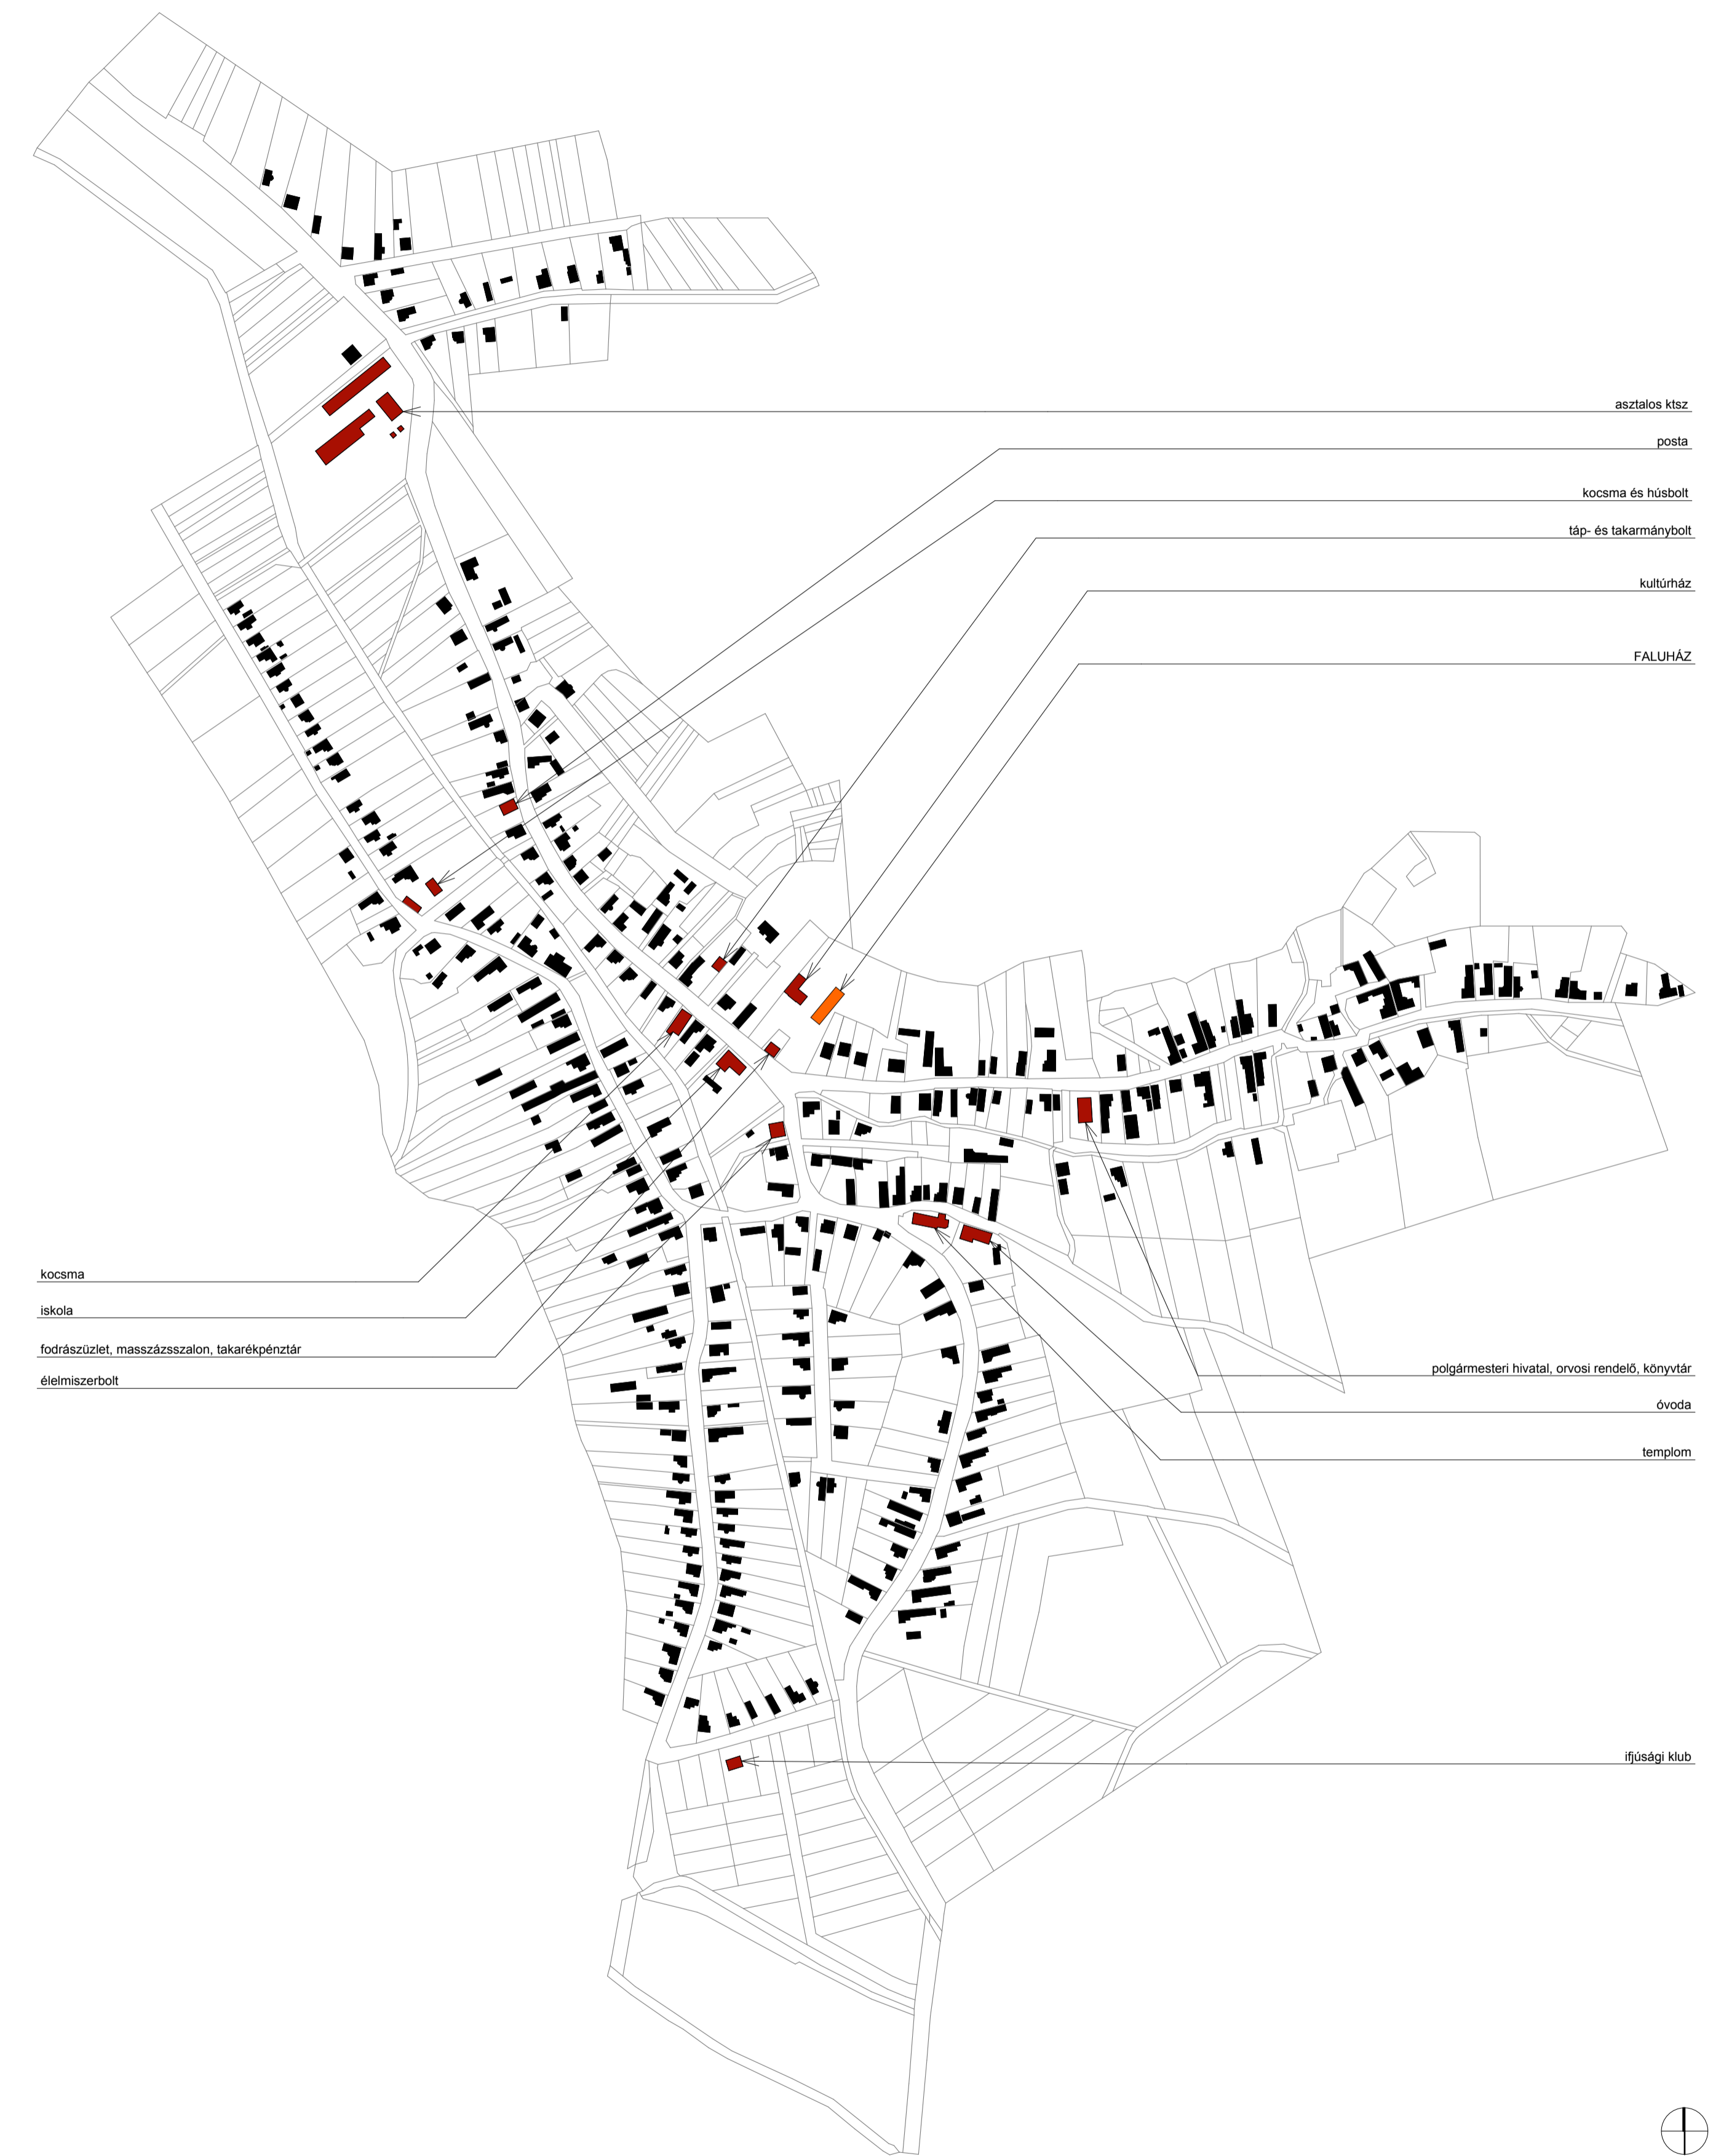 asztalos ktsz
posta
kocsma és húsbolt
táp- és takarmánybolt
kultúrház
FALUHÁZ
kocsma
iskola
fodrászüzlet, masszázsszalon, takarékpénztár
élelmiszerbolt
polgármesteri hivatal, orvosi rendelő, könyvtár
óvoda
templom
ifjúsági klub